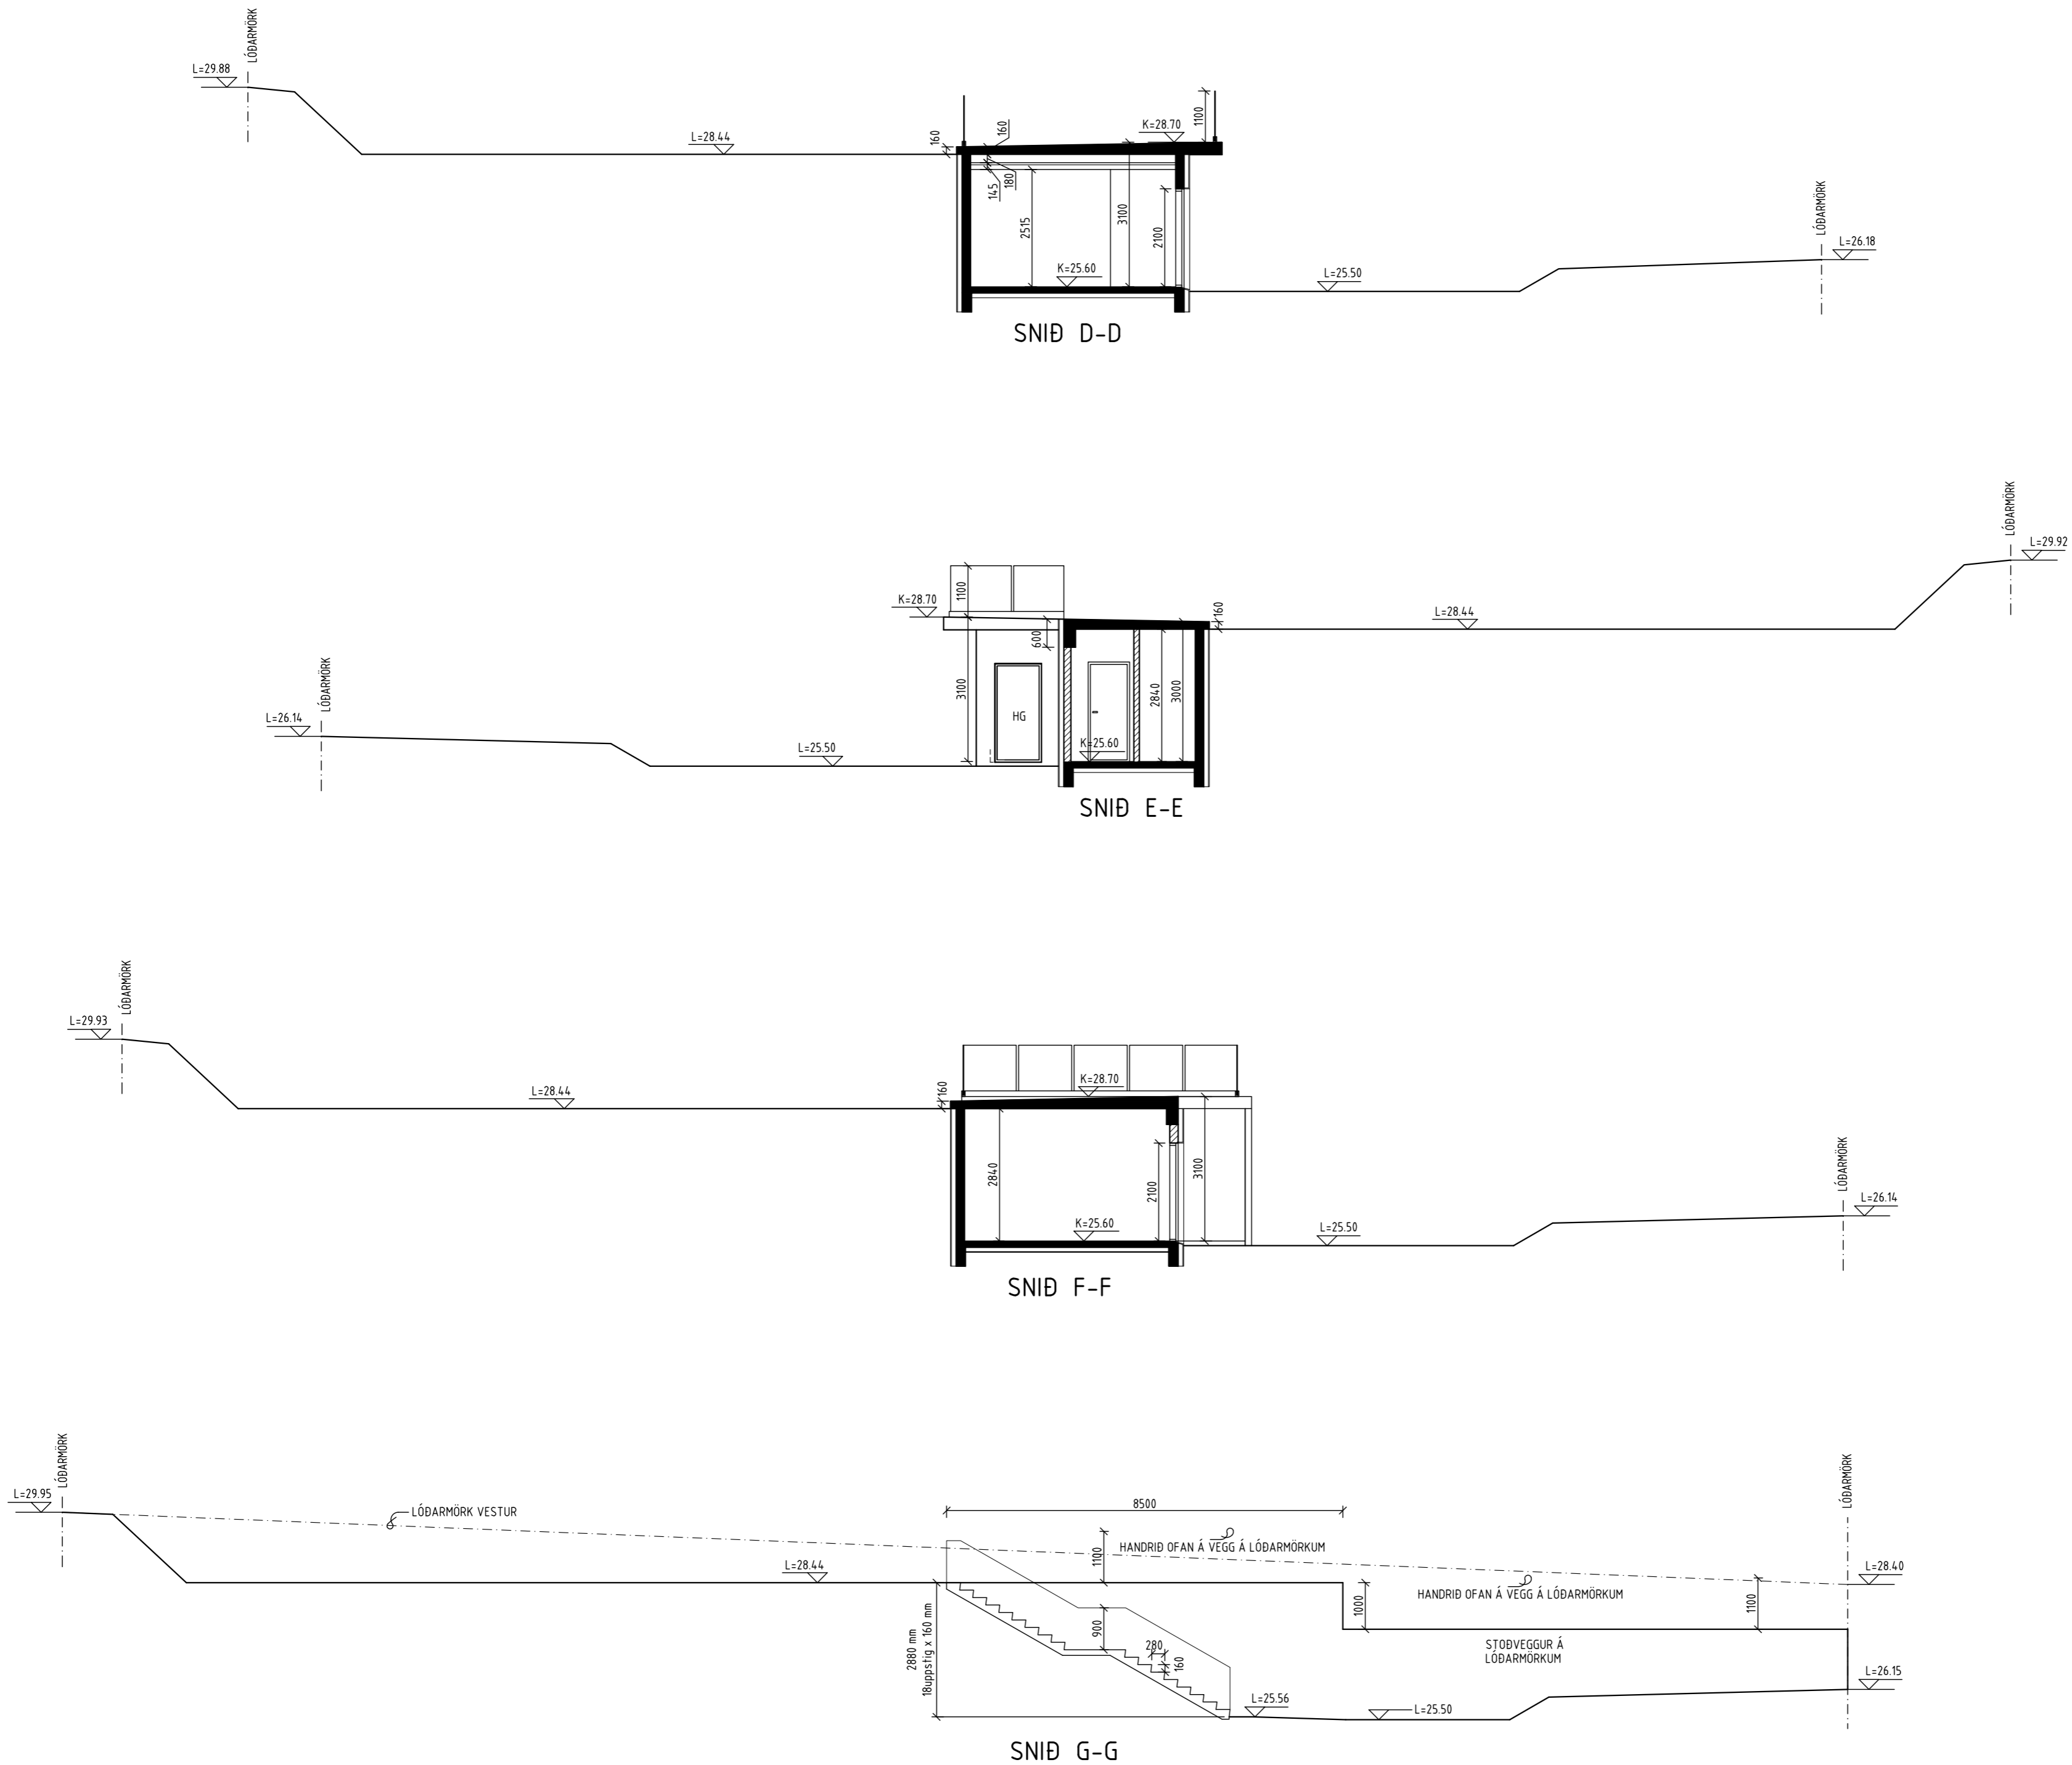 LÓÐARMÖRK
L=29.88
L=28.44
160
160
K=28.70
1100
145
180
2515
3100
2100
K=25.60
LÓÐARMÖRK
L=26.18
L=25.50
SNIÐ D-D
LÓÐARMÖRK
L=29.92
1100
K=28.70
600
160
L=28.44
LÓÐARMÖRK
L=26.14
L=25.50
3100
HG
2840
3000
K=25.60
SNIÐ E-E
LÓÐARMÖRK
L=29.93
L=28.44
160
K=28.70
2840
2100
3100
K=25.60
LÓÐARMÖRK
L=26.14
L=25.50
SNIÐ F-F
LÓÐARMÖRK
L=29.95
LÓÐARMÖRK VESTUR
8500
LÓÐARMÖRK
1100
HANDRIÐ OFAN Á VEGG Á LÓÐARMÖRKUM
L=28.44
L=28.40
HANDRIÐ OFAN Á VEGG Á LÓÐARMÖRKUM
1000
1100
900
2880 mm
18uppstig x 160 mm
280
160
STOÐVEGGUR Á
LÓÐARMÖRKUM
L=26.15
L=25.56
L=25.50
SNIÐ G-G